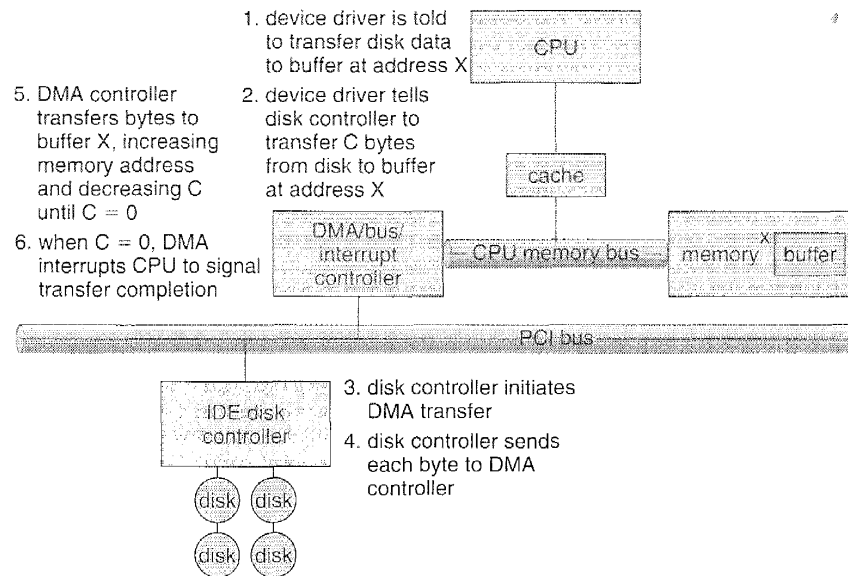 1. device driver is told
to transfer disk data
to buffer at address X
2. device driver tells
disk controller to
transfer C bytes
from disk to buffer
at address X
CPU
cache
5. DMA controller
transfers bytes to
buffer X, increasing
memory address
and decreasing C
until C = 0
6. when C = 0, DMA
interrupts CPU to signal
transfer completion
DMA/bus/
interrupt
controller
CPU memory bus
memory
X
buffer
PCI bus
IDE disk
controller
3. disk controller initiates
DMA transfer
4. disk controller sends
each byte to DMA
controller
disk
disk
disk
disk